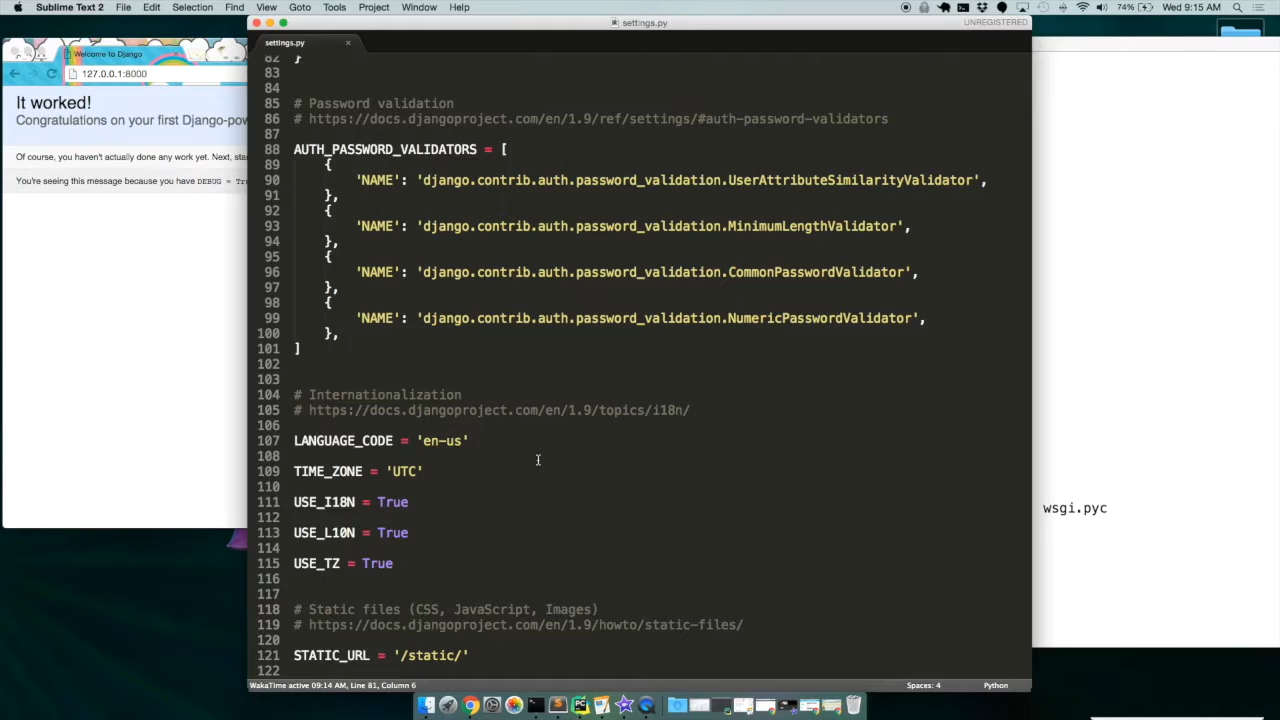 Sublime Text 2 File Edit Selection Find View Goto Tools Project Window Help 74% Wed 9:15 AM
settings.py UNREGISTERED
settings.py
Welcome to Django
127.0.0.1:8000
It worked!
Congratulations on your first Django-pow
Of course, you haven't actually done any work yet. Next, star
You're seeing this message because you have DEBUG = Tru
82 }
83
84
85 # Password validation
86 # https://docs.djangoproject.com/en/1.9/ref/settings/#auth-password-validators
87
88 AUTH_PASSWORD_VALIDATORS = [
89 {
90 'NAME': 'django.contrib.auth.password_validation.UserAttributeSimilarityValidator',
91 },
92 {
93 'NAME': 'django.contrib.auth.password_validation.MinimumLengthValidator',
94 },
95 {
96 'NAME': 'django.contrib.auth.password_validation.CommonPasswordValidator',
97 },
98 {
99 'NAME': 'django.contrib.auth.password_validation.NumericPasswordValidator',
100 },
101 ]
102
103
104 # Internationalization
105 # https://docs.djangoproject.com/en/1.9/topics/i18n/
106
107 LANGUAGE_CODE = 'en-us'
108
109 TIME_ZONE = 'UTC'
110
111 USE_I18N = True
112
113 USE_L10N = True
114
115 USE_TZ = True
116
117
118 # Static files (CSS, JavaScript, Images)
119 # https://docs.djangoproject.com/en/1.9/howto/static-files/
120
121 STATIC_URL = '/static/'
122
wsgi.pyc
WakaTime active 09:14 AM, Line 81, Column 6 Spaces: 4 Python